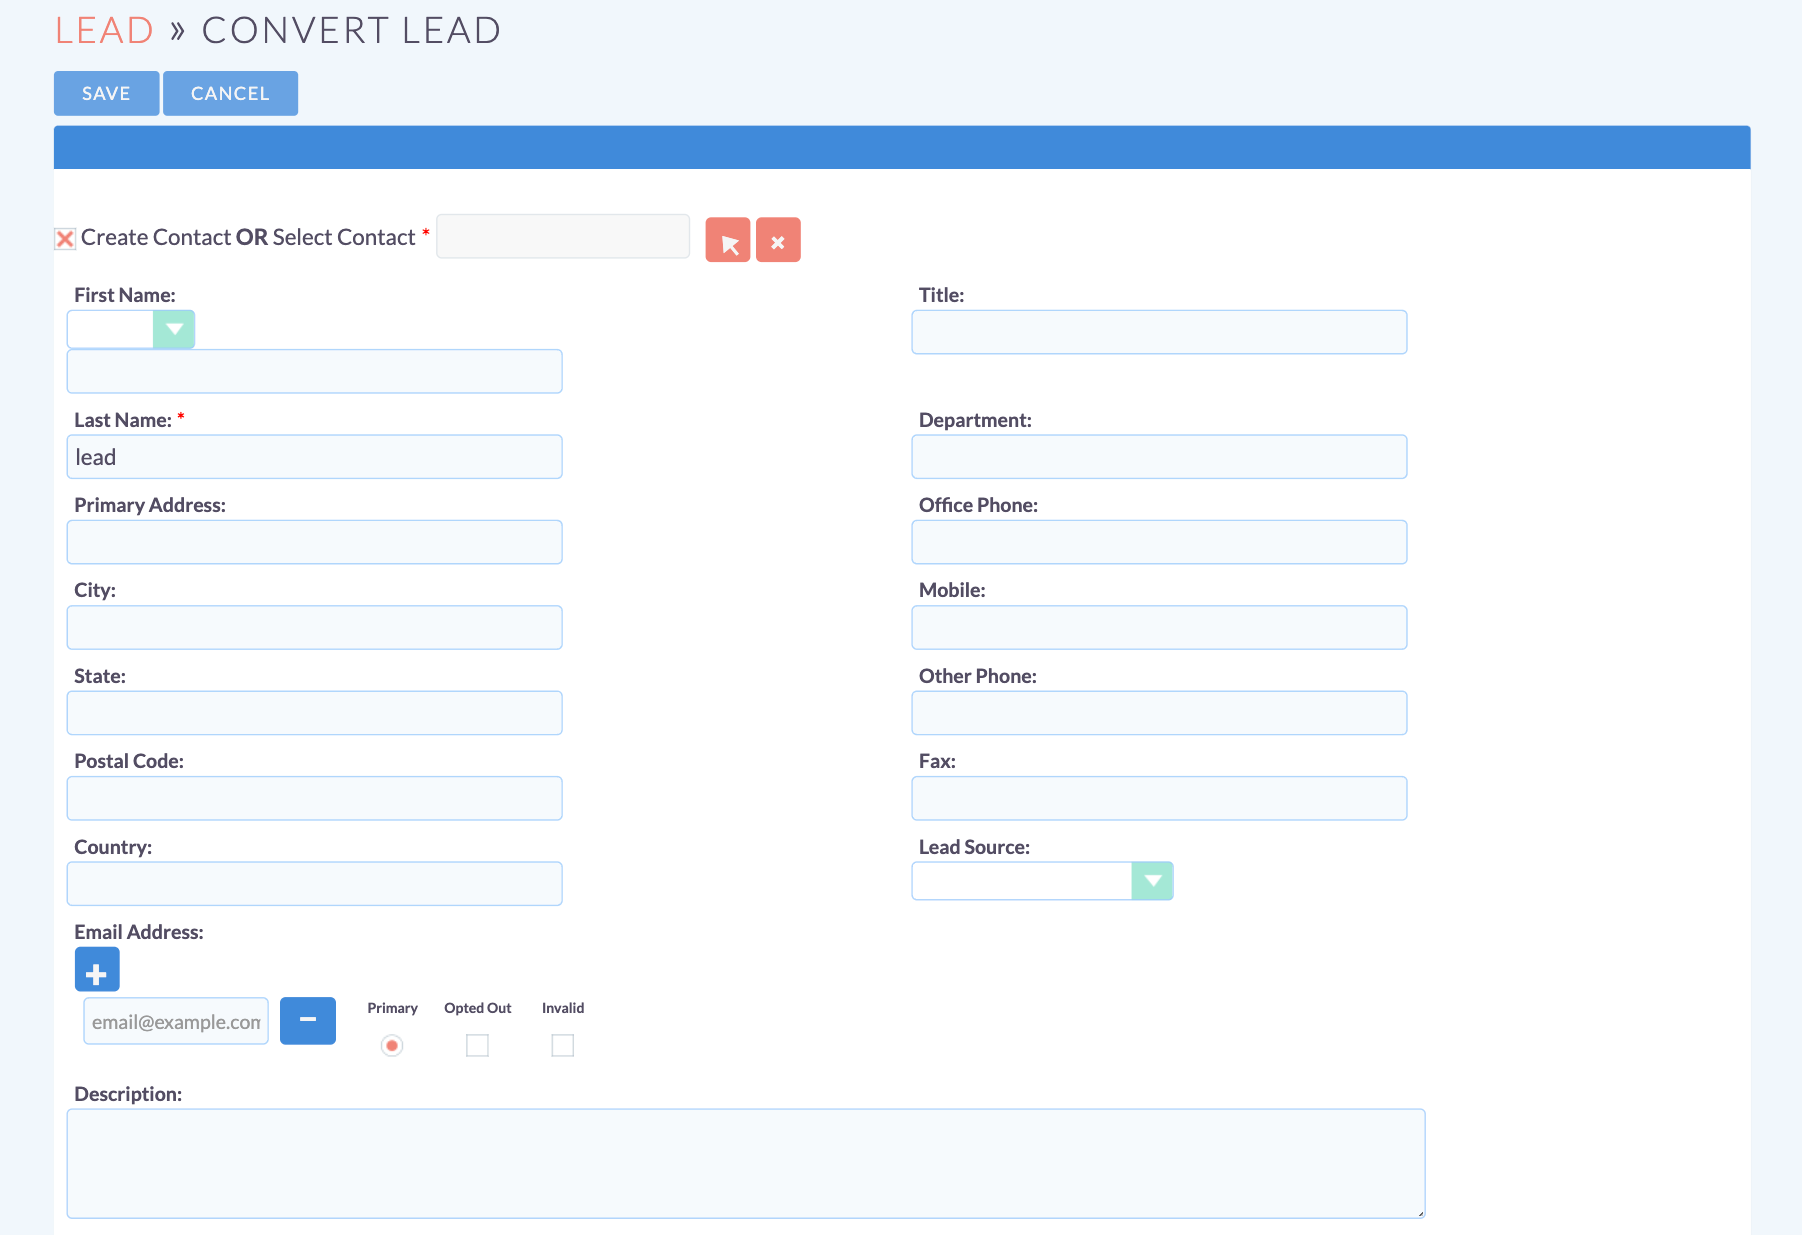 LEAD » CONVERT LEAD
SAVE CANCEL
Create Contact OR Select Contact *
First Name: Title:
Last Name: * Department:
lead
Primary Address: Office Phone:
City: Mobile:
State: Other Phone:
Postal Code: Fax:
Country: Lead Source:
Email Address:
Primary Opted Out Invalid
email@example.com
Description: